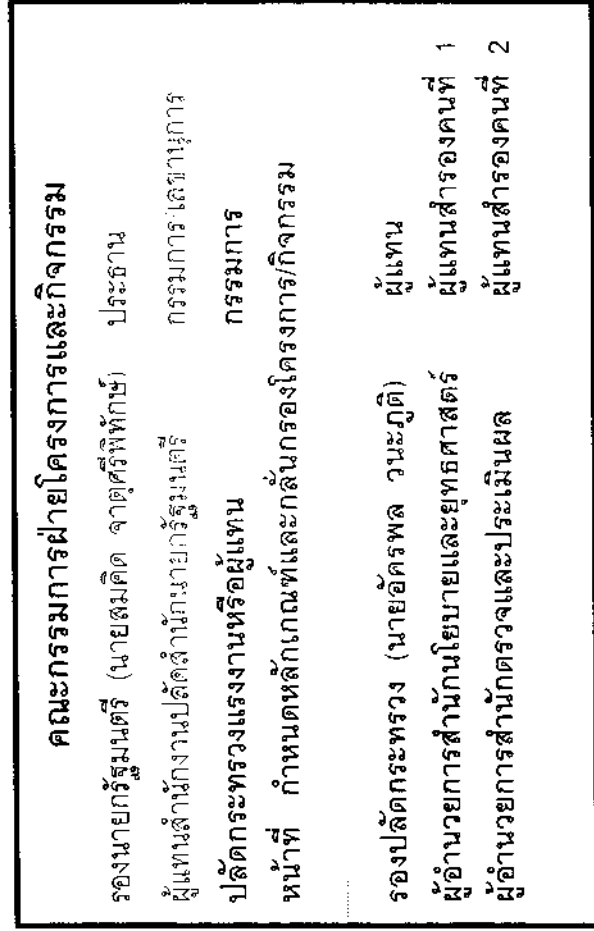 คณะกรรมการฝ่ายโครงการและกิจกรรม
รองนายกรัฐมนตรี (นายสมคิด จาตุศรีพิทักษ์) ประธาน
ผู้แทนสำนักงานปลัดสำนักนายกรัฐมนตรี กรรมการ/เลขานุการ
ปลัดกระทรวงแรงงานหรือผู้แทน กรรมการ
หน้าที่ กำหนดหลักเกณฑ์และกลั่นกรองโครงการ/กิจกรรม
รองปลัดกระทรวง (นายอัครพล วนะภูติ) ผู้แทน
ผู้อำนวยการสำนักนโยบายและยุทธศาสตร์ ผู้แทนสำรองคนที่ 1
ผู้อำนวยการสำนักตรวจและประเมินผล ผู้แทนสำรองคนที่ 2